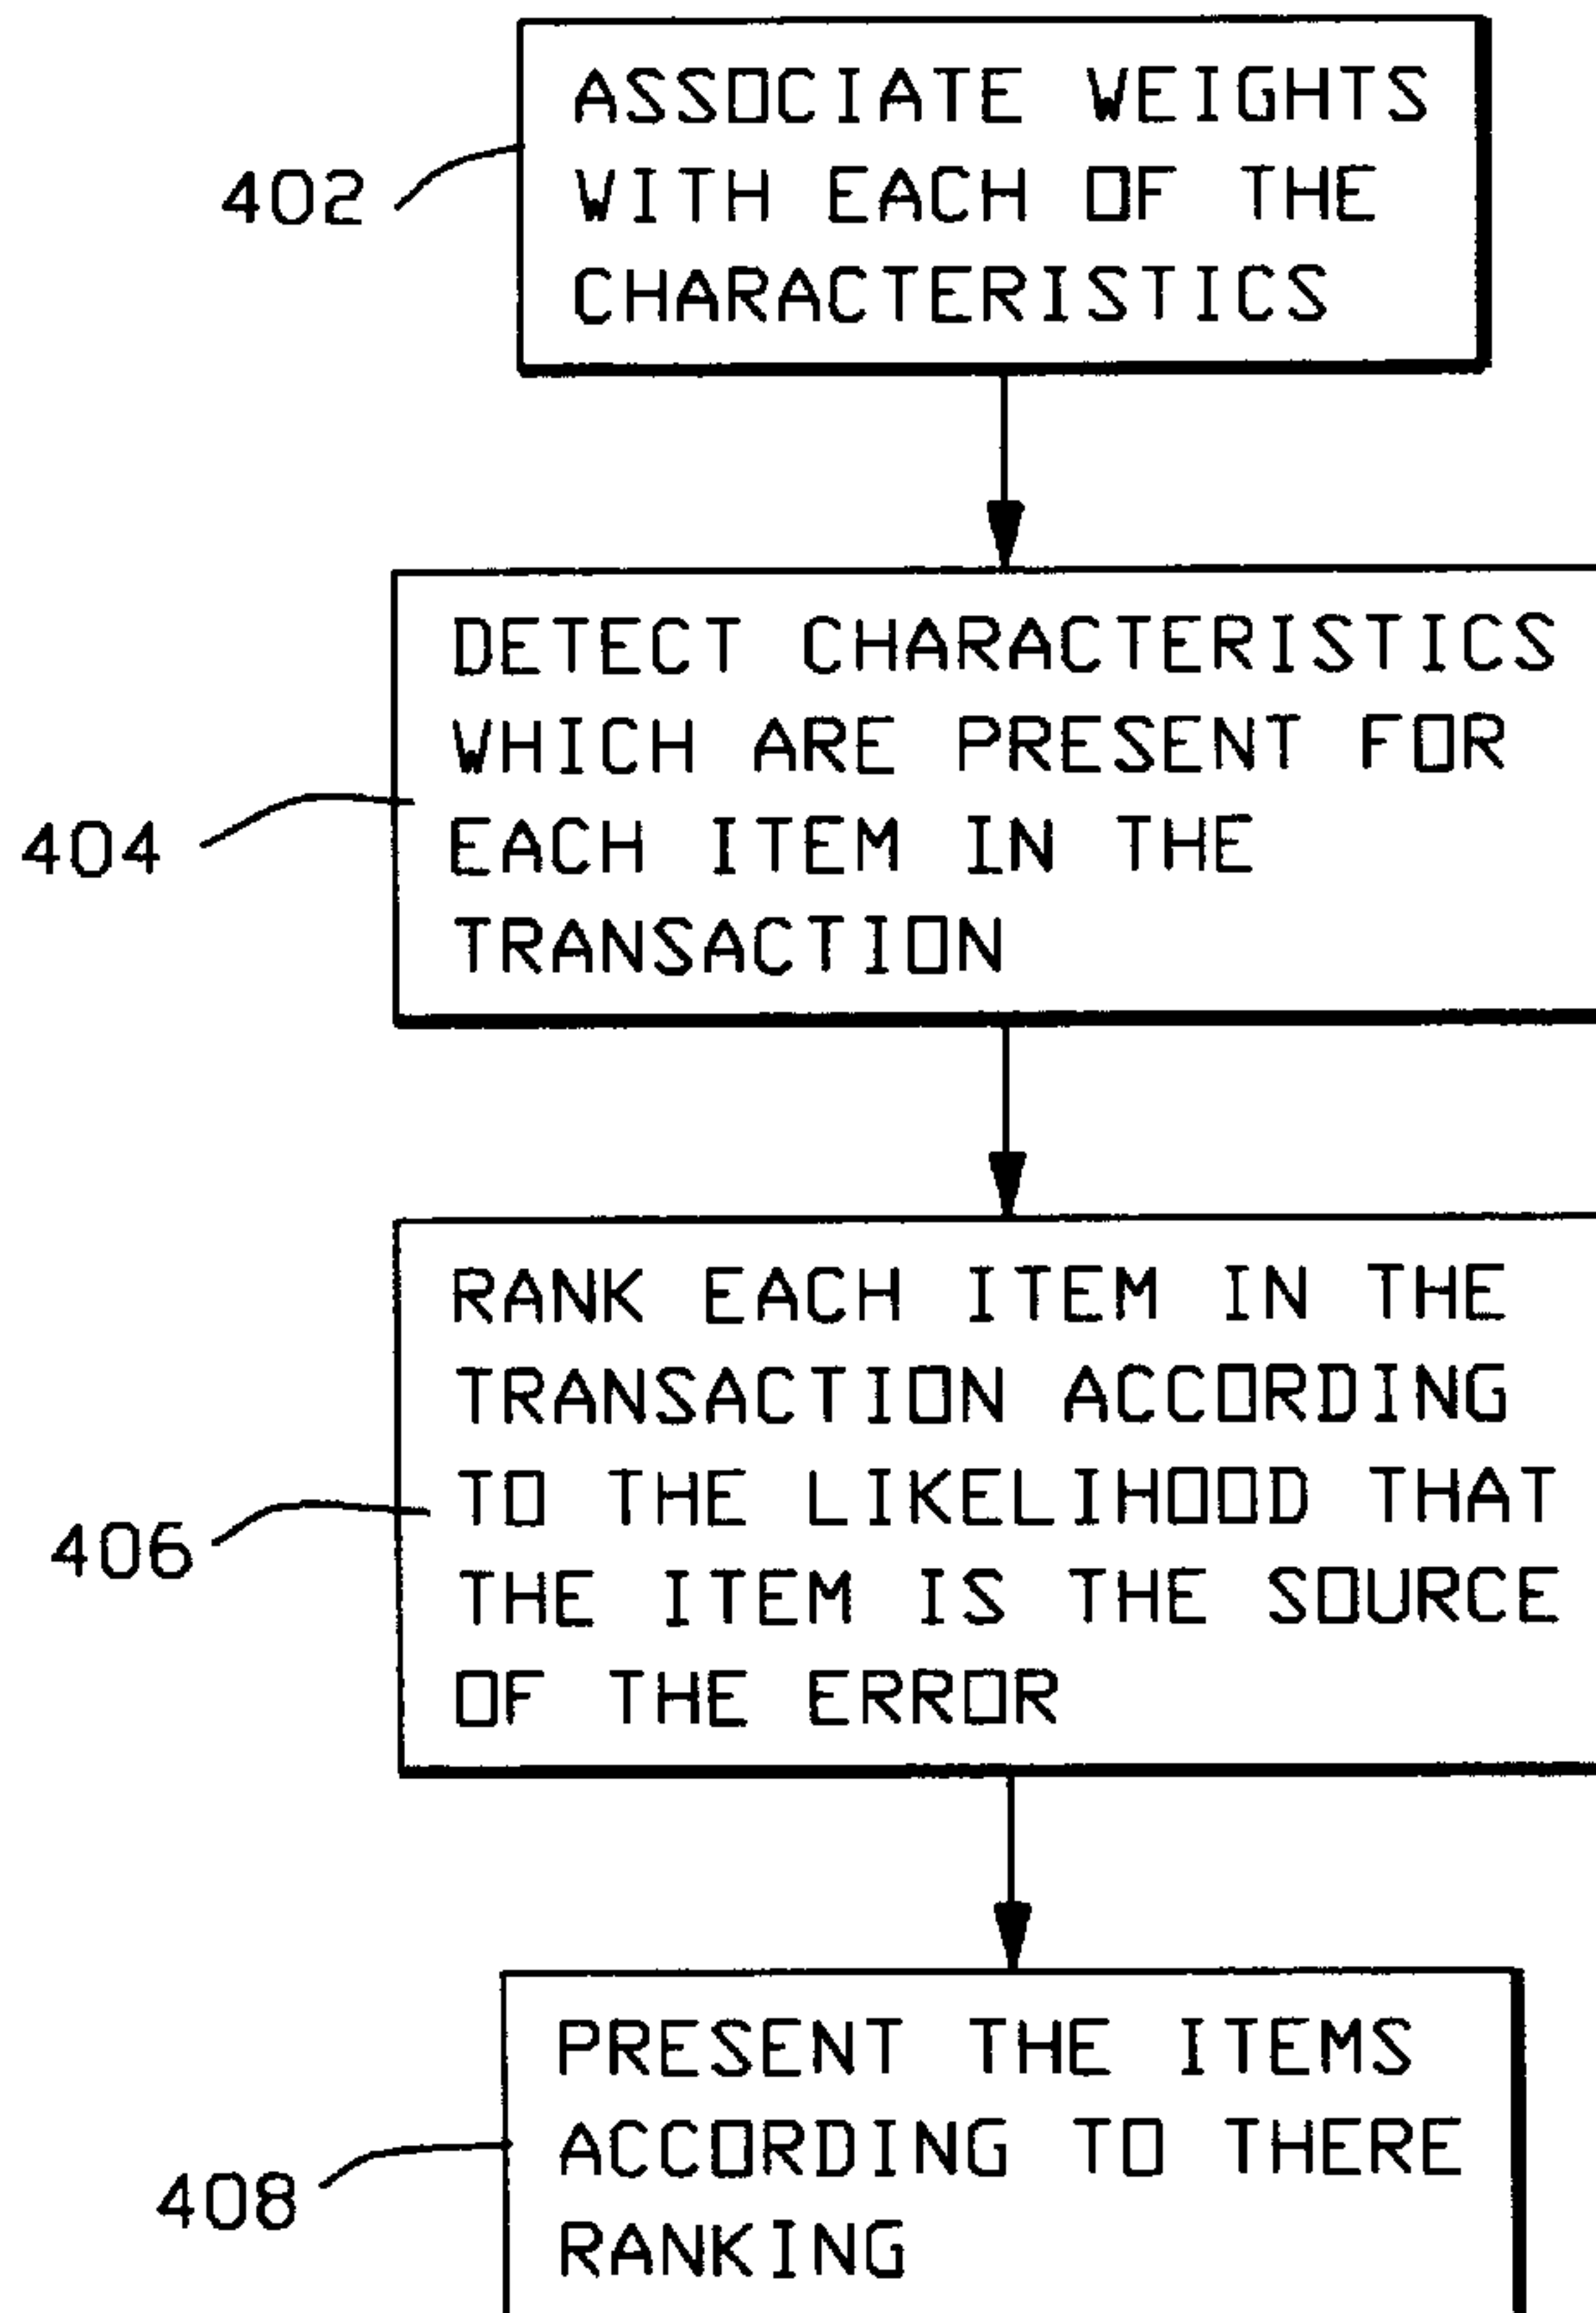 ASSOCIATE WEIGHTS
WITH EACH OF THE
CHARACTERISTICS
402
DETECT CHARACTERISTICS
WHICH ARE PRESENT FOR
EACH ITEM IN THE
TRANSACTION
404
RANK EACH ITEM IN THE
TRANSACTION ACCORDING
TO THE LIKELIHOOD THAT
THE ITEM IS THE SOURCE
OF THE ERROR
406
PRESENT THE ITEMS
ACCORDING TO THERE
RANKING
408